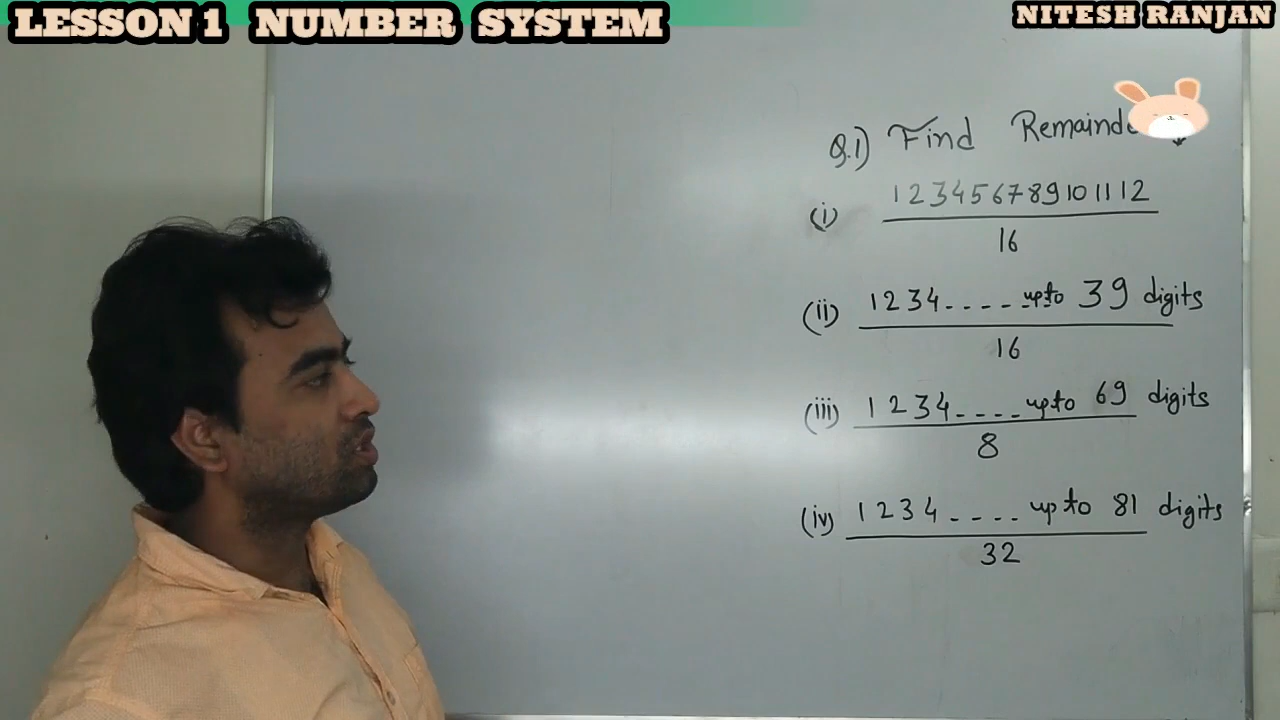 LESSON 1 NUMBER SYSTEM
NITESH RANJAN
Q.1) Find
(i) 123456789101112
16
(ii) 1234.---- upto 39 digits
16
(iii) 1234---- upto 69 digits
8
(iv) 1234---- upto 81 digits
32